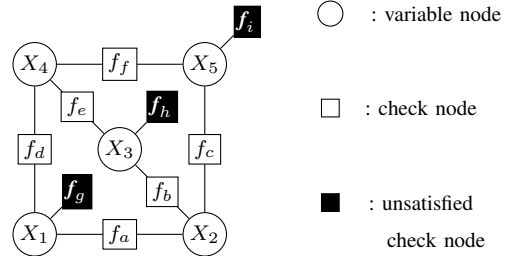 f_i
X_4 f_f X_5
f_e f_h
f_d X_3 f_c
f_g f_b
X_1 f_a X_2
: variable node
: check node
: unsatisfied
check node